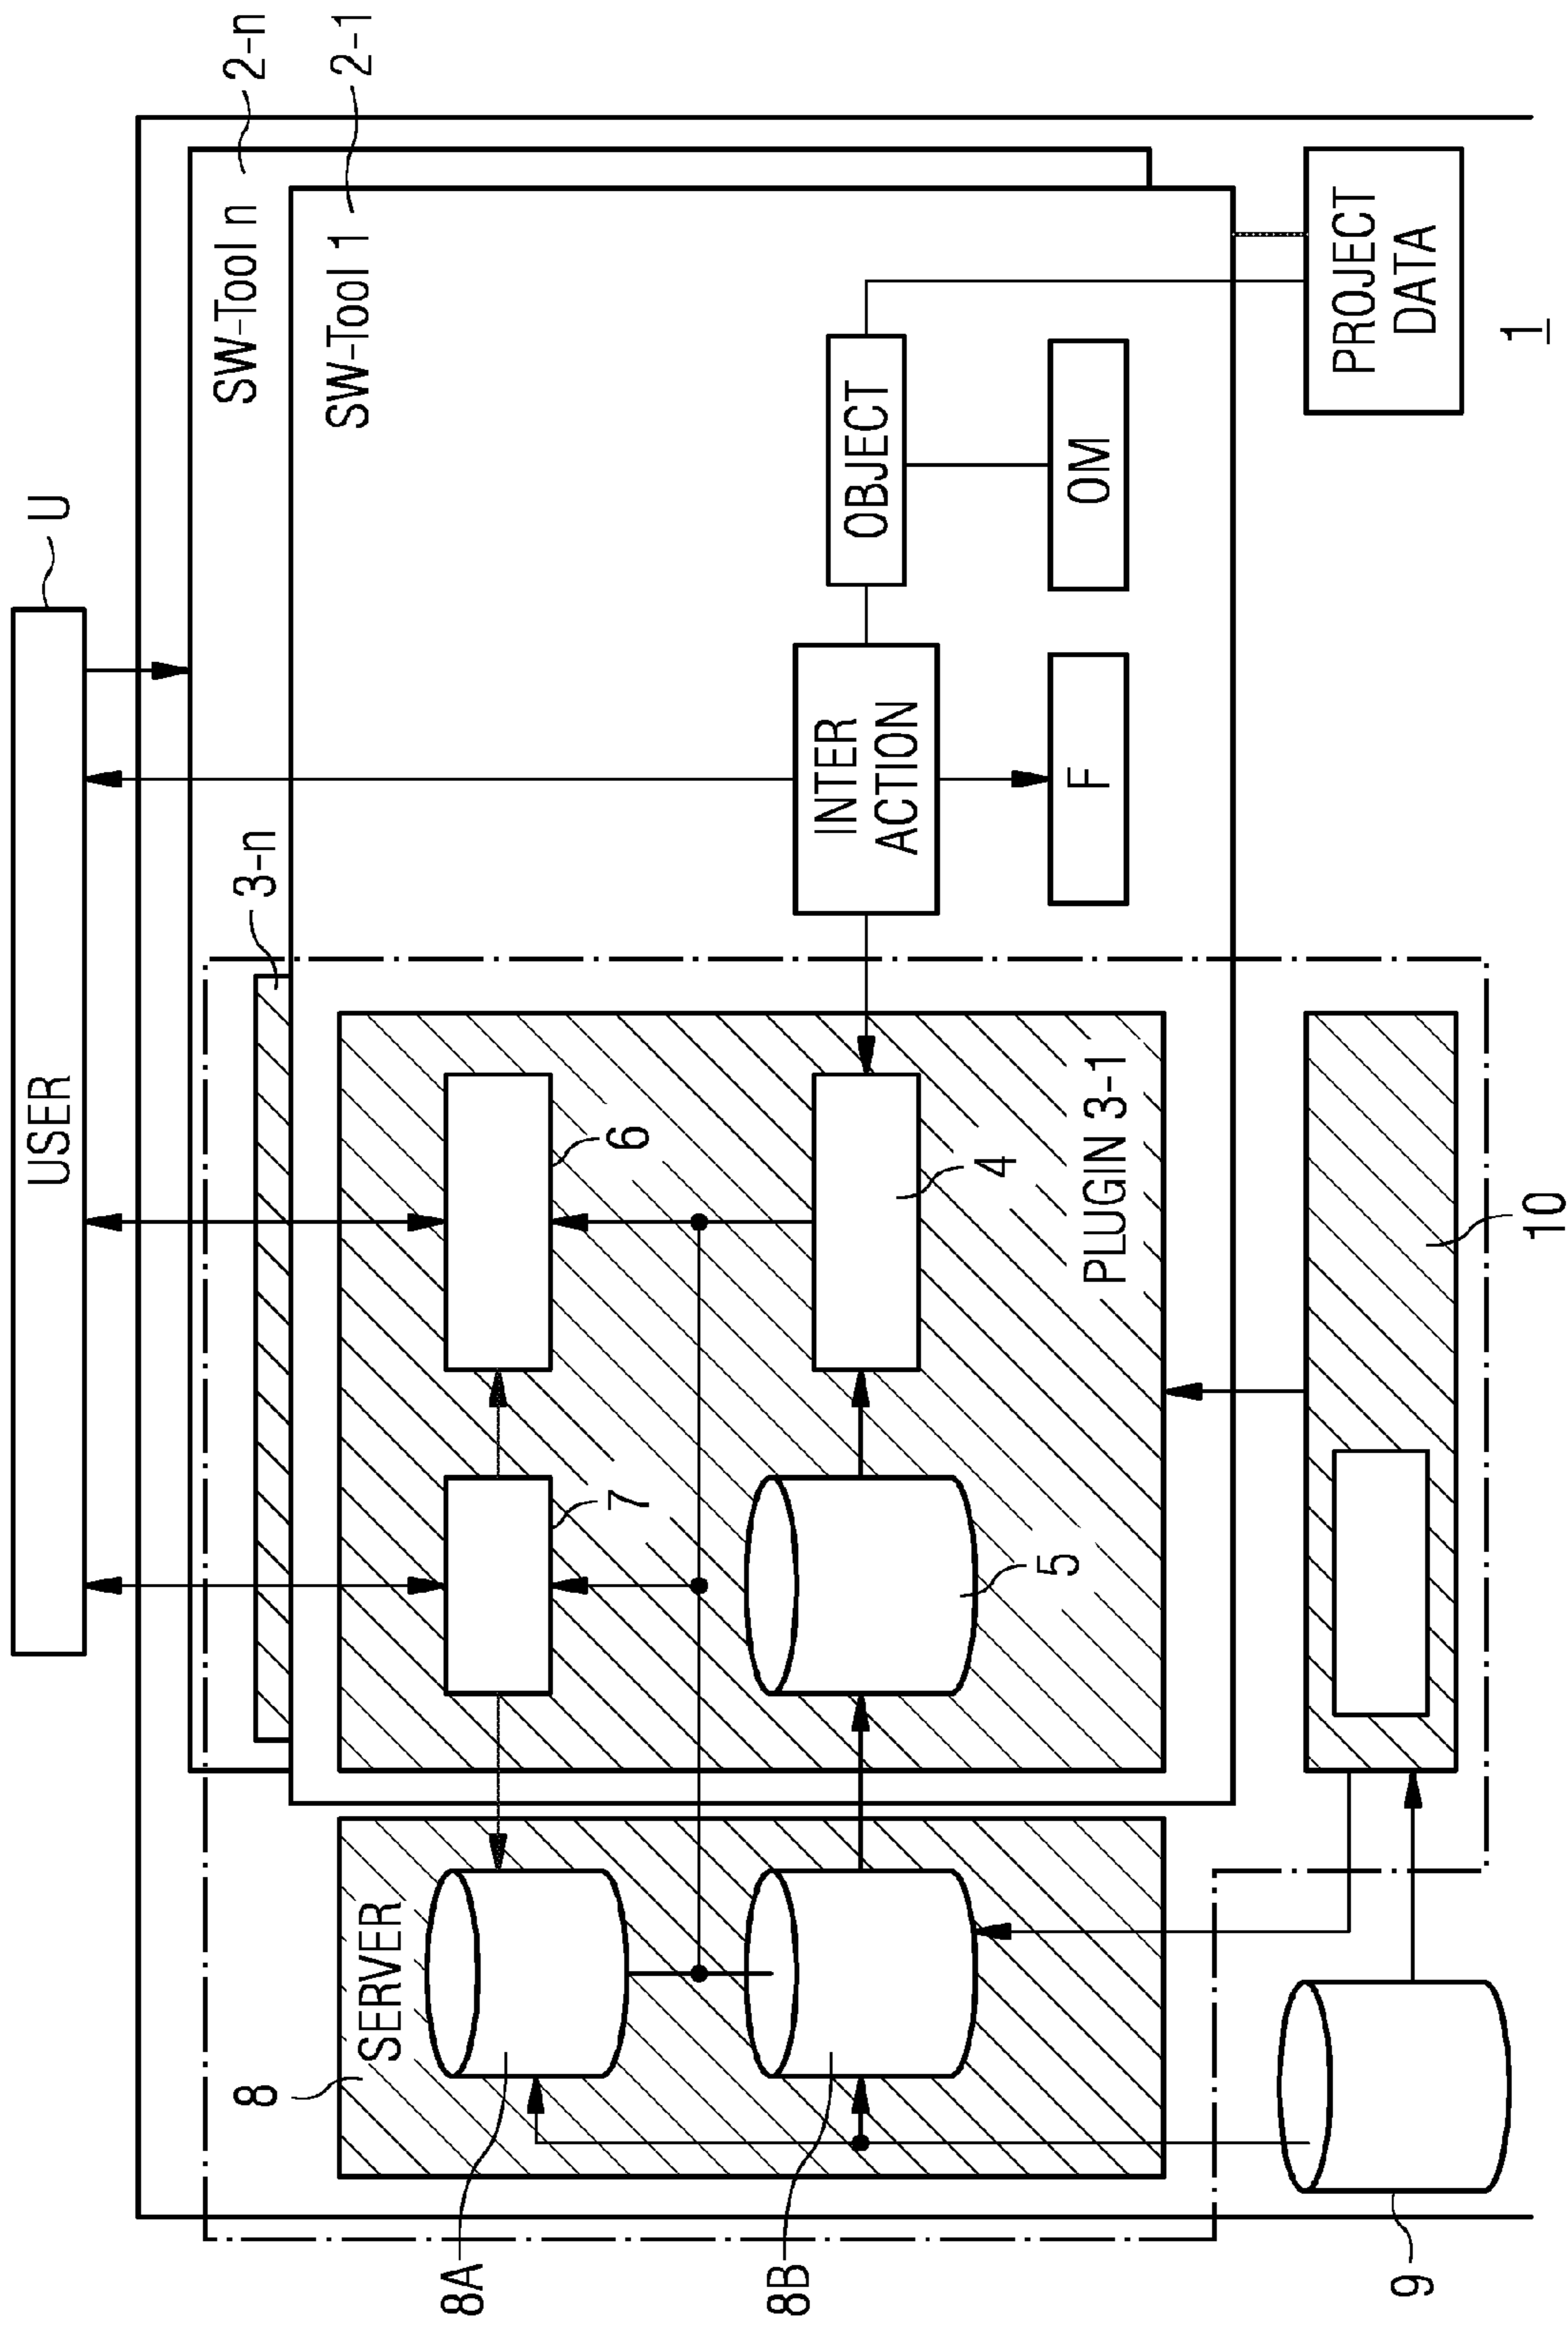 USER
U
SW-Tool n
2-n
SW-Tool 1
2-1
3-n
8
SERVER
8A
8B
7
6
5
4
PLUGIN 3-1
INTER
ACTION
OBJECT
F
OM
PROJECT
DATA
9
10
1